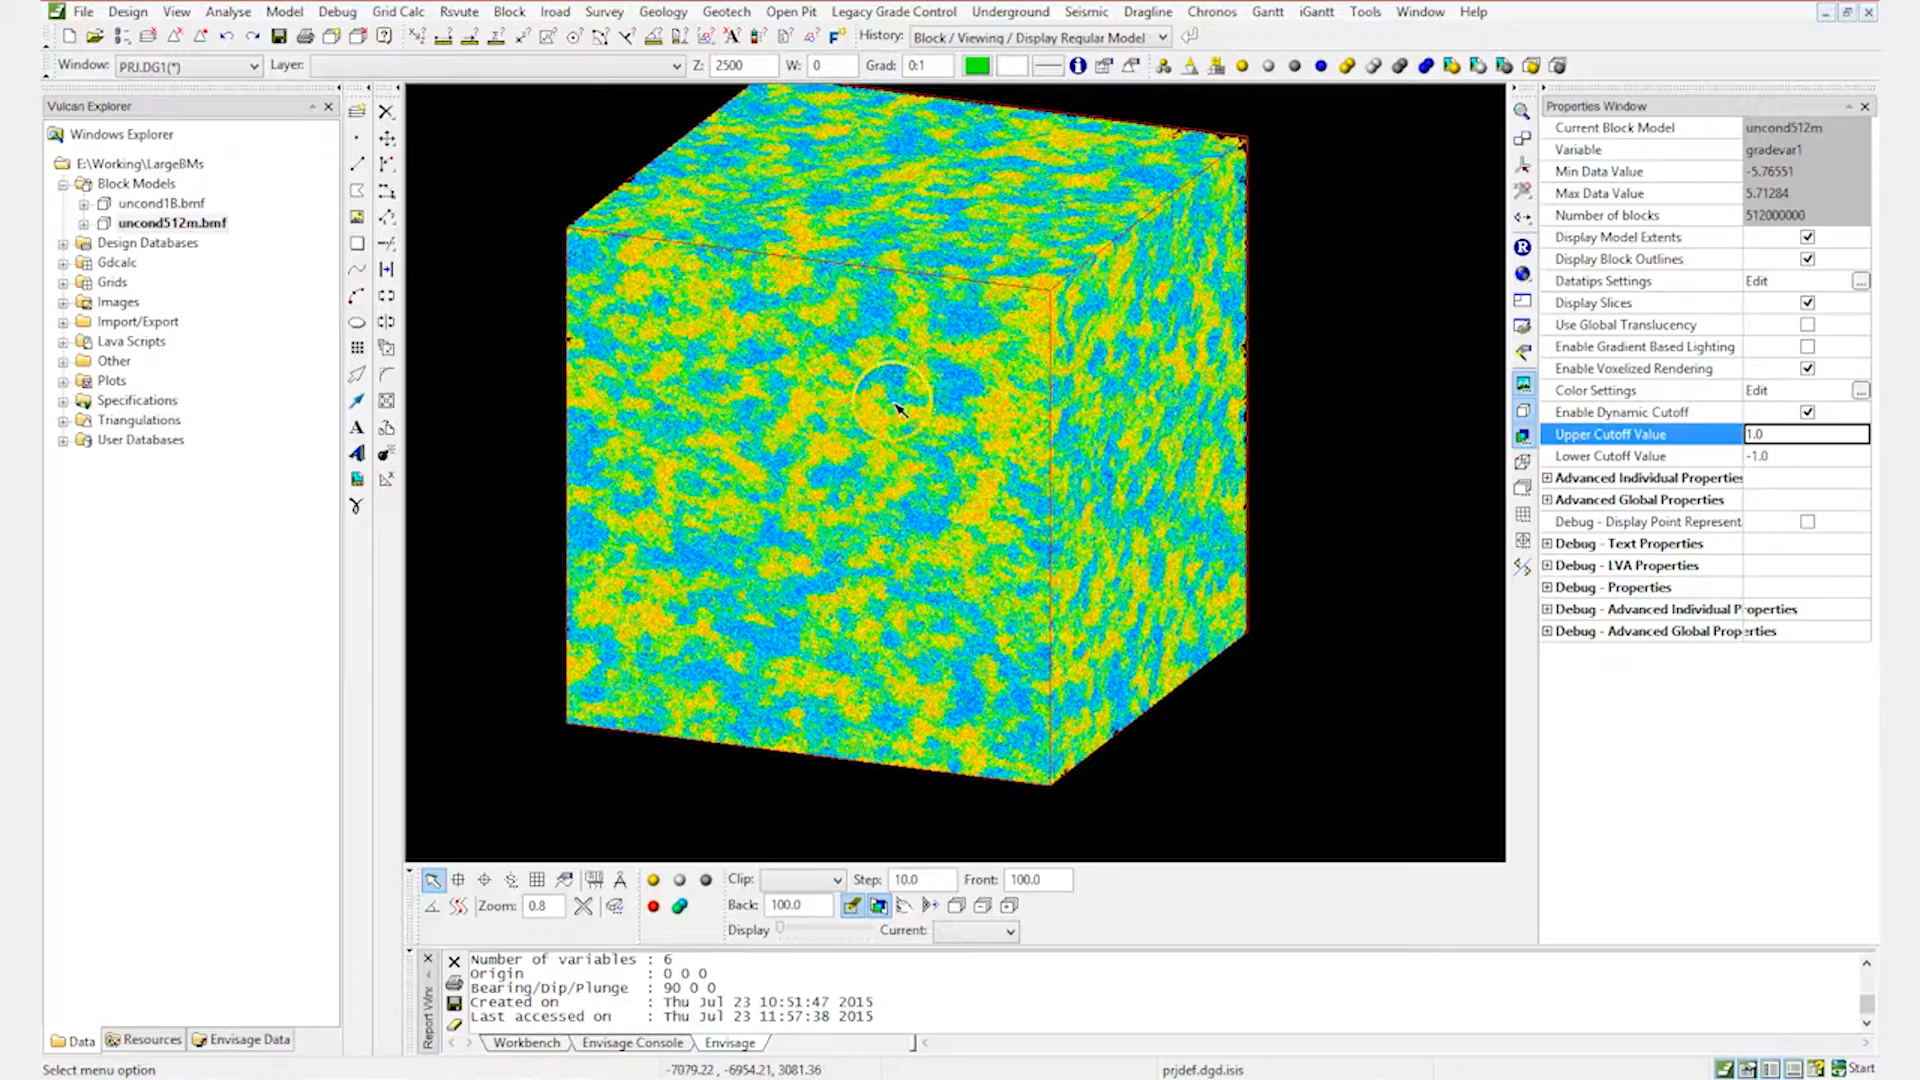 File Design View Analyse Model Debug Grid Calc Rsvute Block Iroad Survey Geology Geotech Open Pit Legacy Grade Control Underground Seismic Dragline Chronos Gantt iGantt Tools Window Help
History: Block / Viewing / Display Regular Model
Window: PRJ.DG1(*) Layer: Z: 2500 W: 0 Grad: 0:1
Vulcan Explorer
Windows Explorer
E:\Working\LargeBMs
Block Models
uncond1B.bmf
uncond512m.bmf
Design Databases
Gdcalc
Grids
Images
Import/Export
Lava Scripts
Other
Plots
Specifications
Triangulations
User Databases
Data Resources Envisage Data
Properties Window
Current Block Model uncond512m
Variable gradevar1
Min Data Value -5.76551
Max Data Value 5.71284
Number of blocks 512000000
Display Model Extents
Display Block Outlines
Datatips Settings Edit ...
Display Slices
Use Global Translucency
Enable Gradient Based Lighting
Enable Voxelized Rendering
Color Settings Edit ...
Enable Dynamic Cutoff
Upper Cutoff Value 1.0
Lower Cutoff Value -1.0
Advanced Individual Properties
Advanced Global Properties
Debug - Display Point Represent
Debug - Text Properties
Debug - LVA Properties
Debug - Properties
Debug - Advanced Individual Properties
Debug - Advanced Global Properties
Clip: Step: 10.0 Front: 100.0
Zoom: 0.8 Back: 100.0
Display Current:
Report Winc
Number of variables : 6
Origin : 0 0 0
Bearing/Dip/Plunge : 90 0 0
Created on : Thu Jul 23 10:51:47 2015
Last accessed on : Thu Jul 23 11:57:38 2015
Workbench Envisage Console Envisage
Select menu option -7079.22 , -6954.21, 3081.36 prjdef.dgd.isis Start